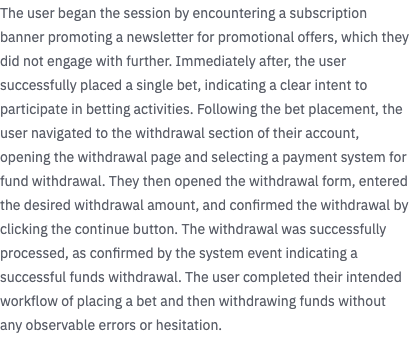 The user began the session by encountering a subscription
banner promoting a newsletter for promotional offers, which they
did not engage with further. Immediately after, the user
successfully placed a single bet, indicating a clear intent to
participate in betting activities. Following the bet placement, the
user navigated to the withdrawal section of their account,
opening the withdrawal page and selecting a payment system for
fund withdrawal. They then opened the withdrawal form, entered
the desired withdrawal amount, and confirmed the withdrawal by
clicking the continue button. The withdrawal was successfully
processed, as confirmed by the system event indicating a
successful funds withdrawal. The user completed their intended
workflow of placing a bet and then withdrawing funds without
any observable errors or hesitation.